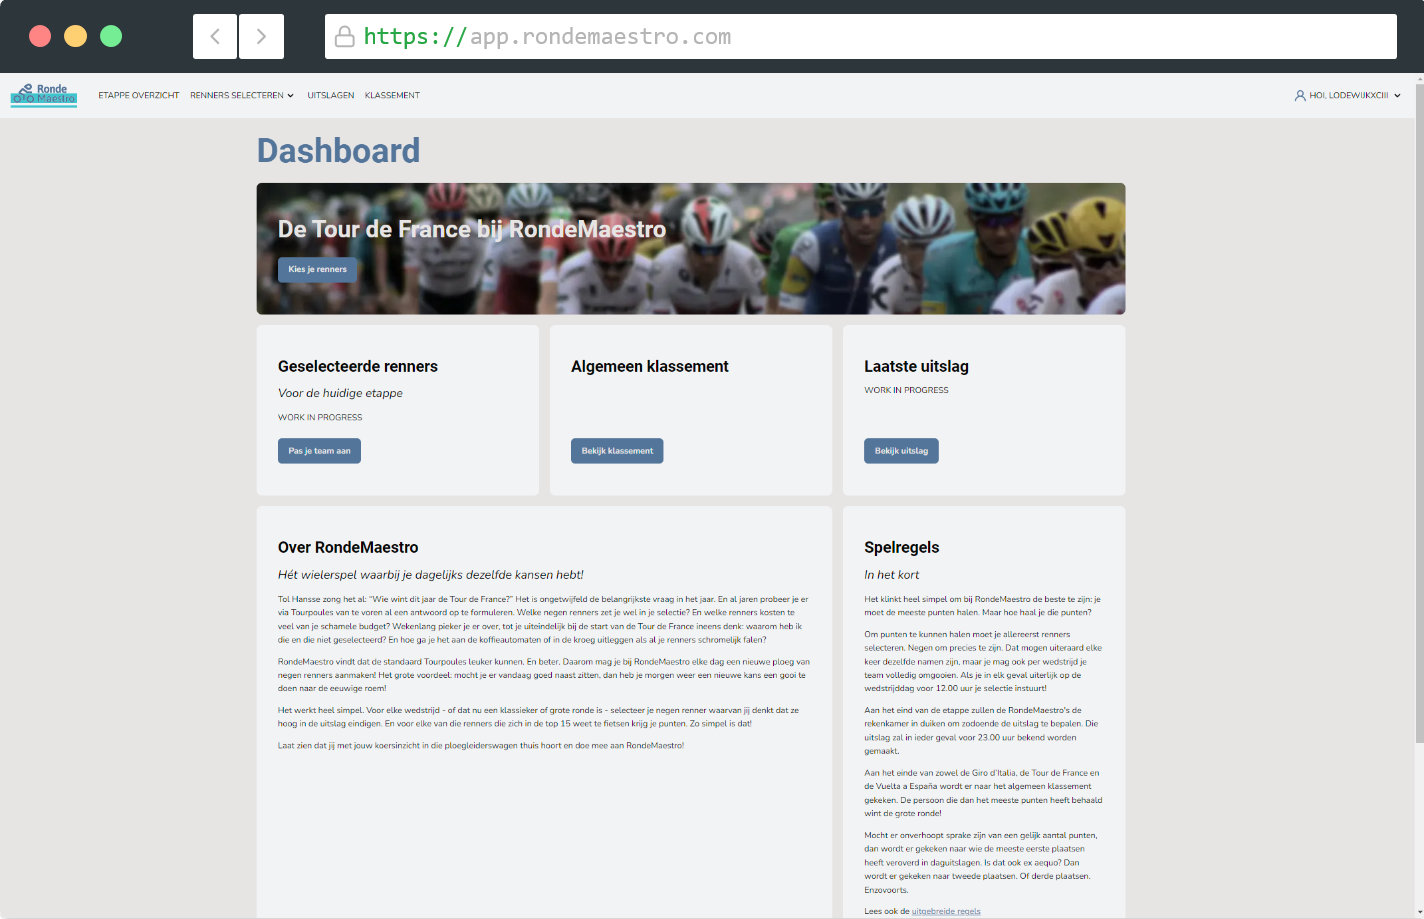 https://app.rondemaestro.com
Ronde
Maestro
ETAPPE OVERZICHT RENNERS SELECTEREN UITSLAGEN KLASSEMENT
HOI, LODEWIJKXCIII
Dashboard
De Tour de France bij RondeMaestro
Kies je renners
Geselecteerde renners
Voor de huidige etappe
WORK IN PROGRESS
Pas je team aan
Algemeen klassement
Bekijk klassement
Laatste uitslag
WORK IN PROGRESS
Bekijk uitslag
Over RondeMaestro
Hét wielerspel waarbij je dagelijks dezelfde kansen hebt!
Tol Hansse zong het al: “Wie wint dit jaar de Tour de France?” Het is ongetwijfeld de belangrijkste vraag in het jaar. En al jaren probeer je er
via Tourpoules van te voren al een antwoord op te formuleren. Welke negen renners zet je wel in je selectie? En welke renners kosten te
veel van je schamele budget? Wekenlang pieker je er over, tot je uiteindelijk bij de start van de Tour de France ineens denk: waarom heb ik
die en die niet geselecteerd? En hoe ga je het aan de koffieautomaten of in de kroeg uitleggen als al je renners schromelijk falen?
RondeMaestro vindt dat de standaard Tourpoules leuker kunnen. En beter. Daarom mag je bij RondeMaestro elke dag een nieuwe ploeg van
negen renners aanmaken! Het grote voordeel: mocht je er vandaag goed naast zitten, dan heb je morgen weer een nieuwe kans een gooi te
doen naar de eeuwige roem!
Het werkt heel simpel. Voor elke wedstrijd - of dat nu een klassieker of grote ronde is - selecteer je negen renner waarvan jij denkt dat ze
hoog in de uitslag eindigen. En voor elke van die renners die zich in de top 15 weet te fietsen krijg je punten. Zo simpel is dat!
Laat zien dat jij met jouw koersinzicht in die ploegleiderswagen thuis hoort en doe mee aan RondeMaestro!
Spelregels
In het kort
Het klinkt heel simpel om bij RondeMaestro de beste te zijn: je
moet de meeste punten halen. Maar hoe haal je die punten?
Om punten te kunnen halen moet je allereerst renners
selecteren. Negen om precies te zijn. Dat mogen uiteraard elke
keer dezelfde namen zijn, maar je mag ook per wedstrijd je
team volledig omgooien. Als je in elk geval uiterlijk op de
wedstrijddag voor 12.00 uur je selectie instuurt!
Aan het eind van de etappe zullen de RondeMaestro's de
rekenkamer in duiken om zodoende de uitslag te bepalen. Die
uitslag zal in ieder geval voor 23.00 uur bekend worden
gemaakt.
Aan het einde van zowel de Giro d'Italia, de Tour de France en
de Vuelta a España wordt er naar het algemeen klassement
gekeken. De persoon die dan het meeste punten heeft behaald
wint de grote ronde!
Mocht er onverhoopt sprake zijn van een gelijk aantal punten,
dan wordt er gekeken naar wie de meeste eerste plaatsen
heeft veroverd in daguitslagen. Is dat ook ex aequo? Dan
wordt er gekeken naar tweede plaatsen. Of derde plaatsen.
Enzovoorts.
Lees ook de uitgebreide regels